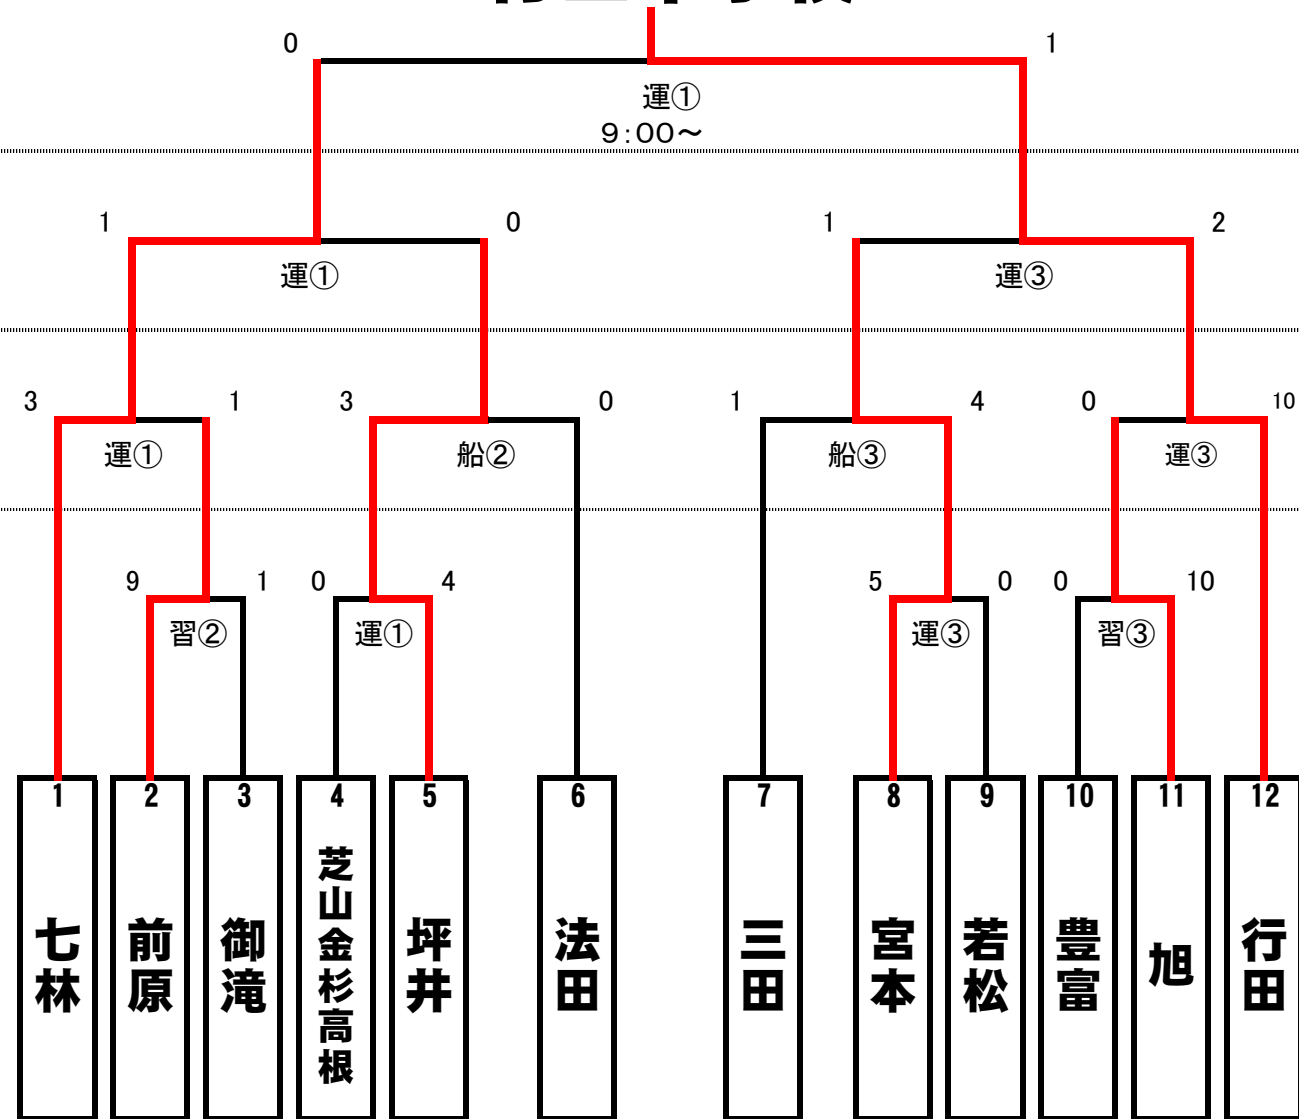 0 1
運①
9:00～
1 0 1 2
運① 運③
3 1 3 0 1 4 0 10
運① 船② 船③ 運③
9 1 0 4 5 0 0 10
習② 運① 運③ 習③
1 2 3 4 5 6 7 8 9 10 11 12
七林
前原
御滝
芝山金杉高根
坪井
法田
三田
宮本
若松
豊富
旭
行田